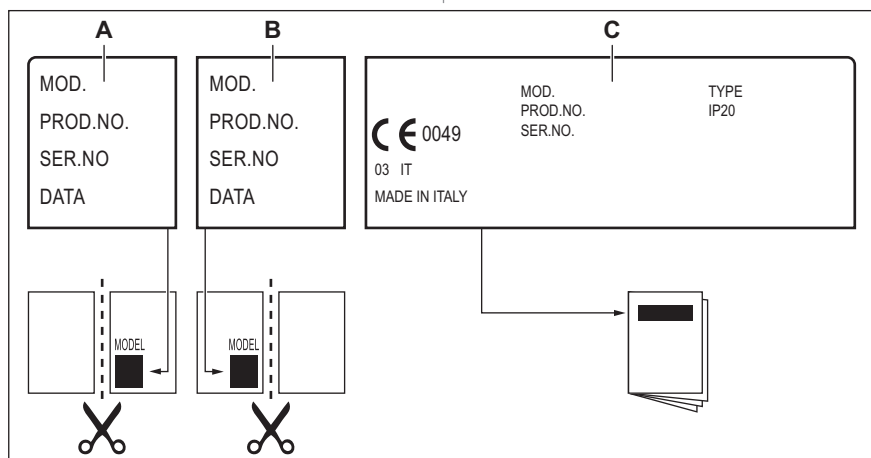 A
B
C
MOD.
PROD.NO.
SER.NO
DATA
MOD.
PROD.NO.
SER.NO
DATA
CE 0049
03 IT
MADE IN ITALY
MOD.
PROD.NO.
SER.NO.
TYPE
IP20
MODEL
MODEL